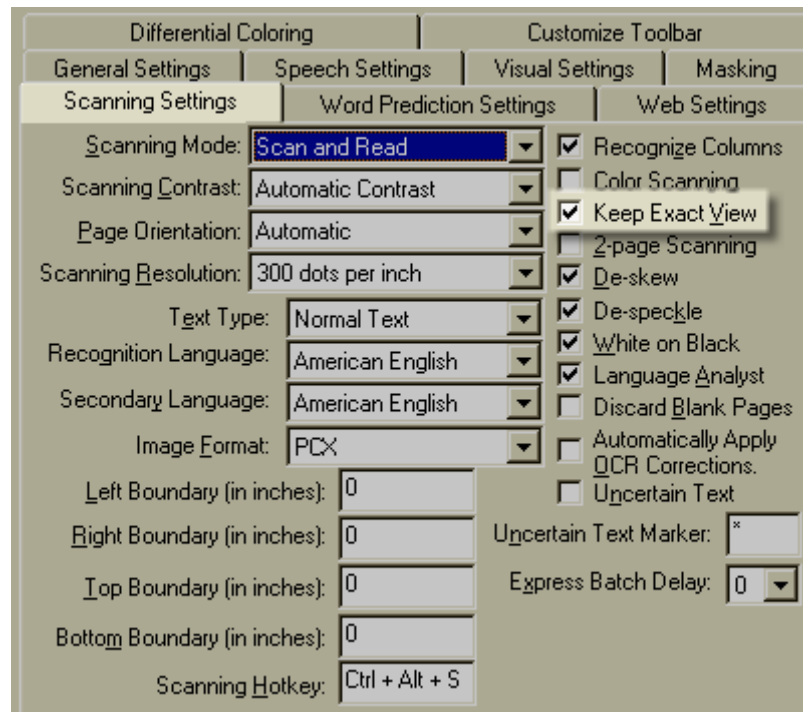 Differential Coloring Customize Toolbar
General Settings Speech Settings Visual Settings Masking
Scanning Settings Word Prediction Settings Web Settings
Scanning Mode: Scan and Read
Scanning Contrast: Automatic Contrast
Page Orientation: Automatic
Scanning Resolution: 300 dots per inch
Text Type: Normal Text
Recognition Language: American English
Secondary Language: American English
Image Format: PCX
Left Boundary (in inches): 0
Right Boundary (in inches): 0
Top Boundary (in inches): 0
Bottom Boundary (in inches): 0
Scanning Hotkey: Ctrl + Alt + S
Recognize Columns
Color Scanning
Keep Exact View
2-page Scanning
De-skew
De-speckle
White on Black
Language Analyst
Discard Blank Pages
Automatically Apply
OCR Corrections.
Uncertain Text
Uncertain Text Marker: *
Express Batch Delay: 0